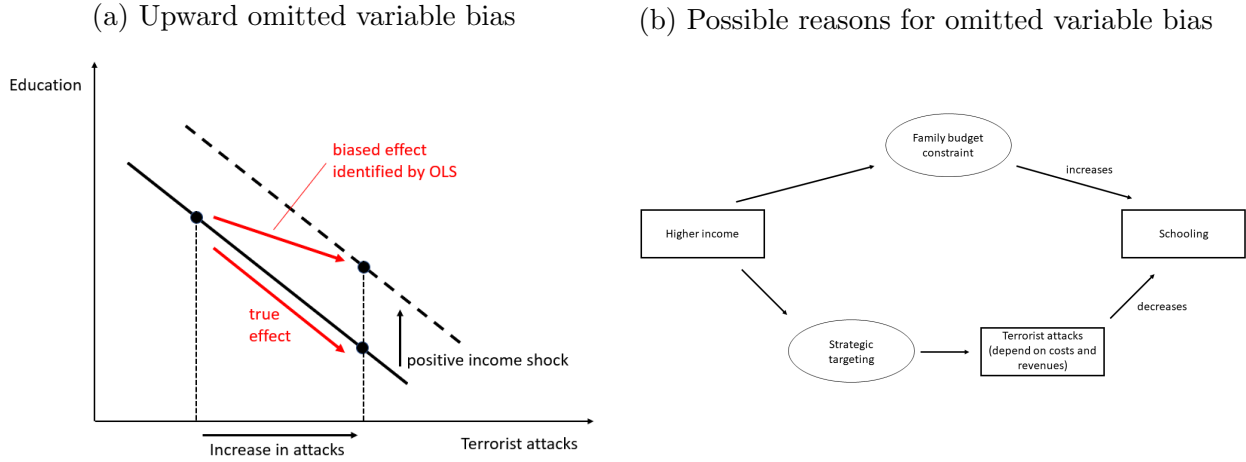 (a) Upward omitted variable bias
Education
biased effect
identified by OLS
true
effect
positive income shock
Increase in attacks
Terrorist attacks
(b) Possible reasons for omitted variable bias
Family budget
constraint
increases
Higher income
Schooling
decreases
Strategic
targeting
Terrorist attacks
(depend on costs and
revenues)